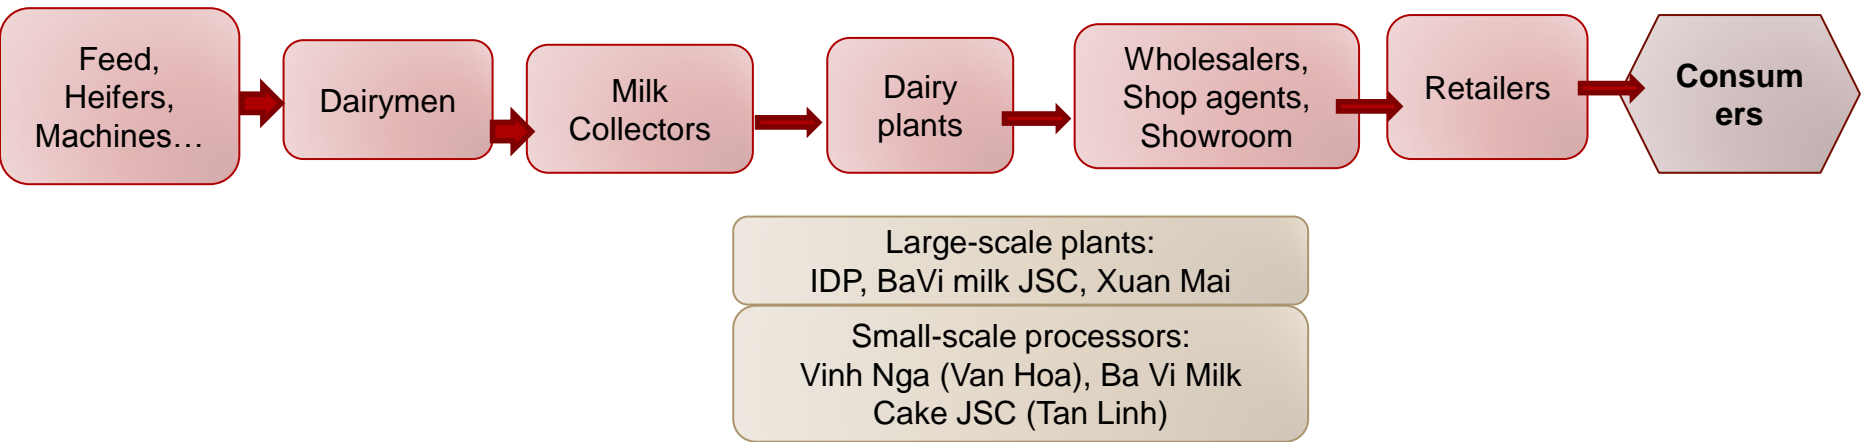 Feed,
Heifers,
Machines…
Dairymen
Milk
Collectors
Dairy
plants
Wholesalers,
Shop agents,
Showroom
Retailers
Consum
ers
Large-scale plants:
IDP, BaVi milk JSC, Xuan Mai
Small-scale processors:
Vinh Nga (Van Hoa), Ba Vi Milk
Cake JSC (Tan Linh)